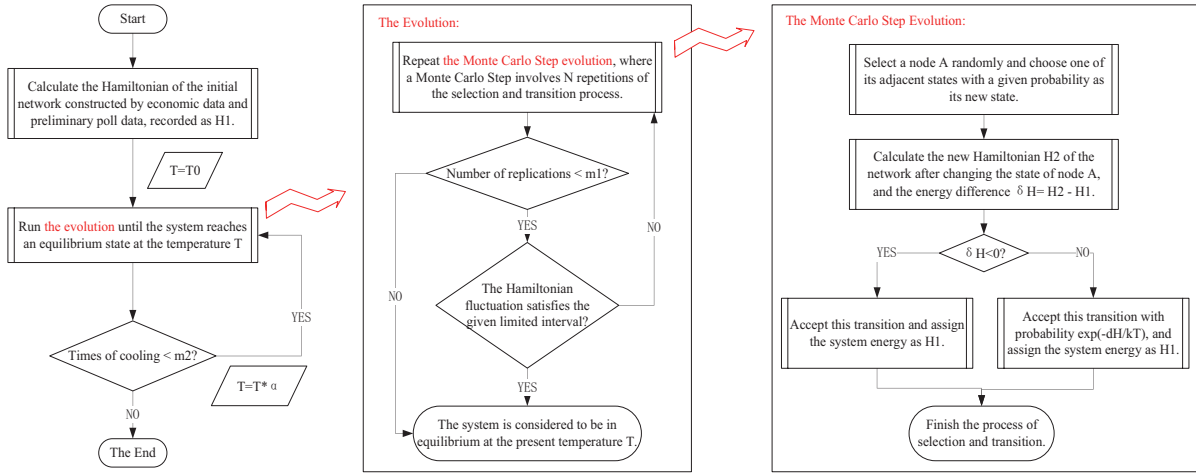 Start
Calculate the Hamiltonian of the initial
network constructed by economic data and
preliminary poll data, recorded as H1.
T=T0
Run the evolution until the system reaches
an equilibrium state at the temperature T
YES
Times of cooling < m2?
T=T* α
NO
The End
The Evolution:
Repeat the Monte Carlo Step evolution, where
a Monte Carlo Step involves N repetitions of
the selection and transition process.
Number of replications < m1?
YES
NO
NO
The Hamiltonian
fluctuation satisfies the
given limited interval?
YES
The system is considered to be in
equilibrium at the present temperature T.
The Monte Carlo Step Evolution:
Select a node A randomly and choose one of
its adjacent states with a given probability as
its new state.
Calculate the new Hamiltonian H2 of the
network after changing the state of node A,
and the energy difference δ H= H2 - H1.
YES
δ H<0?
NO
Accept this transition and assign
the system energy as H1.
Accept this transition with
probability exp(-dH/kT), and
assign the system energy as H1.
Finish the process of
selection and transition.